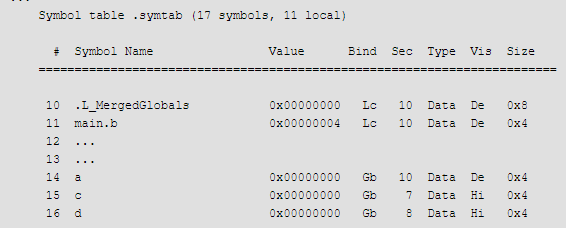 ...
Symbol table .symtab (17 symbols, 11 local)
# Symbol Name Value Bind Sec Type Vis Size
========================================================================
10 .L_MergedGlobals 0x00000000 Lc 10 Data De 0x8
11 main.b 0x00000004 Lc 10 Data De 0x4
12 ...
13 ...
14 a 0x00000000 Gb 10 Data De 0x4
15 c 0x00000000 Gb 7 Data Hi 0x4
16 d 0x00000000 Gb 8 Data Hi 0x4